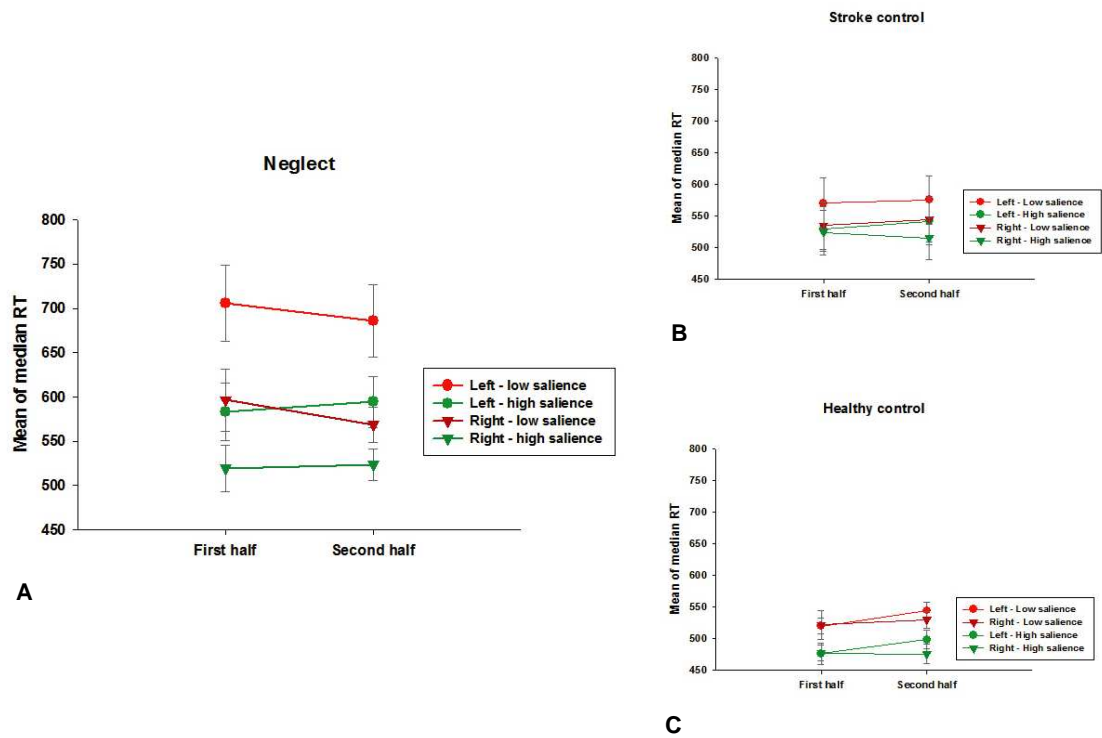 Neglect
Mean of median RT
800
750
700
650
600
550
500
450
First half
Second half
Left - low salience
Left - high salience
Right - low salience
Right - high salience
A
Stroke control
Mean of median RT
800
750
700
650
600
550
500
450
First half
Second half
Left - Low salience
Left - High salience
Right - Low salience
Right - High salience
B
Healthy control
Mean of median RT
800
750
700
650
600
550
500
450
First half
Second half
Left - Low salience
Right - Low salience
Left - High salience
Right - High salience
C